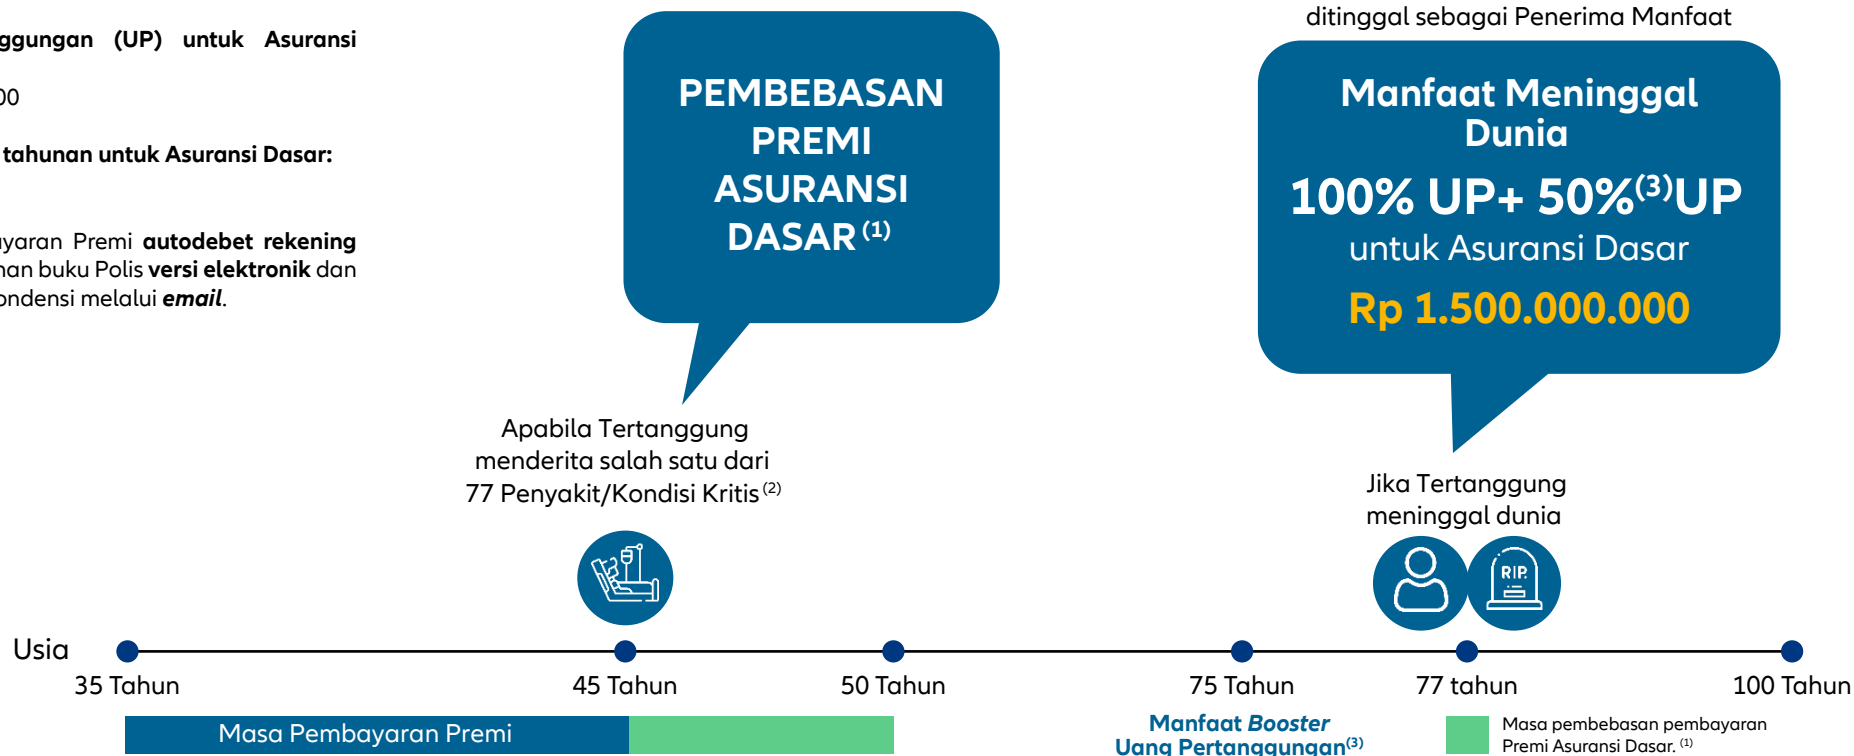 (UP) untuk Asuransi
00
tahunan untuk Asuransi Dasar:
Premi autodebet rekening
buku Polis versi elektronik dan
melalui email.
PEMBEBASAN
PREMI
ASURANSI
DASAR (1)
Apabila Tertanggung
menderita salah satu dari
77 Penyakit/Kondisi Kritis (2)
ditinggal sebagai Penerima Manfaat
Manfaat Meninggal
Dunia
100% UP+ 50%(3)UP
untuk Asuransi Dasar
Rp 1.500.000.000
Jika Tertanggung
meninggal dunia
RIP.
Usia
35 Tahun
45 Tahun
50 Tahun
75 Tahun
77 tahun
100 Tahun
Masa Pembayaran Premi
Manfaat Booster
Uang Pertanggungan(3)
Masa pembebasan pembayaran
Premi Asuransi Dasar. (1)